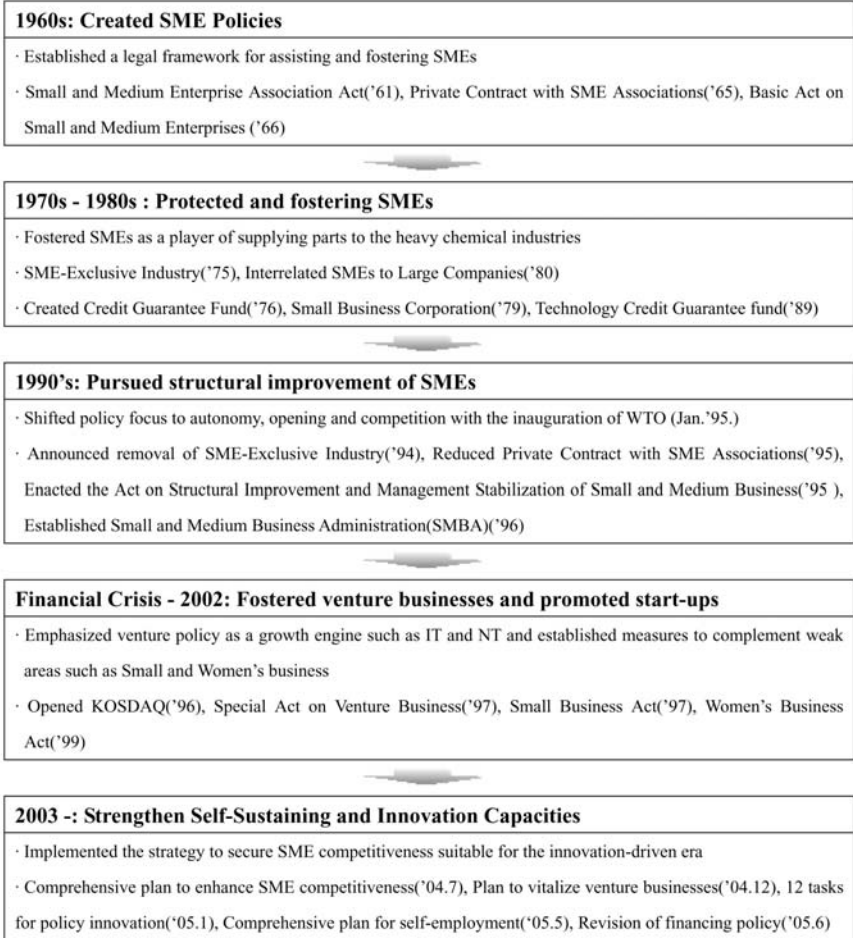 1960s: Created SME Policies
· Established a legal framework for assisting and fostering SMEs
· Small and Medium Enterprise Association Act(’61), Private Contract with SME Associations(’65), Basic Act on
Small and Medium Enterprises (’66)
1970s - 1980s : Protected and fostering SMEs
· Fostered SMEs as a player of supplying parts to the heavy chemical industries
· SME-Exclusive Industry(’75), Interrelated SMEs to Large Companies(’80)
· Created Credit Guarantee Fund(’76), Small Business Corporation(’79), Technology Credit Guarantee fund(’89)
1990’s: Pursued structural improvement of SMEs
· Shifted policy focus to autonomy, opening and competition with the inauguration of WTO (Jan.’95.)
· Announced removal of SME-Exclusive Industry(’94), Reduced Private Contract with SME Associations(’95),
Enacted the Act on Structural Improvement and Management Stabilization of Small and Medium Business(’95 ),
Established Small and Medium Business Administration(SMBA)(’96)
Financial Crisis - 2002: Fostered venture businesses and promoted start-ups
· Emphasized venture policy as a growth engine such as IT and NT and established measures to complement weak
areas such as Small and Women’s business
· Opened KOSDAQ(’96), Special Act on Venture Business(’97), Small Business Act(’97), Women’s Business
Act(’99)
2003 -: Strengthen Self-Sustaining and Innovation Capacities
· Implemented the strategy to secure SME competitiveness suitable for the innovation-driven era
· Comprehensive plan to enhance SME competitiveness(’04.7), Plan to vitalize venture businesses(’04.12), 12 tasks
for policy innovation(‘05.1), Comprehensive plan for self-employment(‘05.5), Revision of financing policy(’05.6)